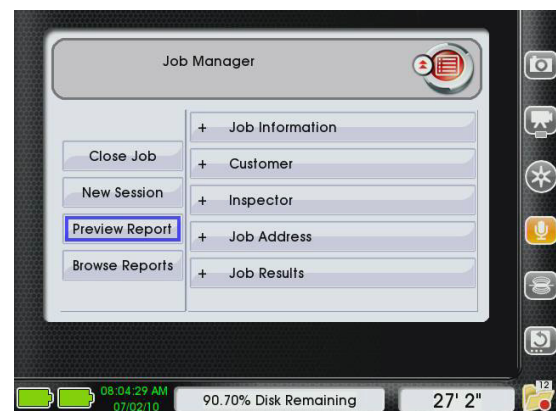 Job Manager
+ Job Information
Close Job
+ Customer
New Session
+ Inspector
Preview Report
+ Job Address
Browse Reports
+ Job Results
08:04:29 AM
07/02/10
90.70% Disk Remaining
27' 2"
12